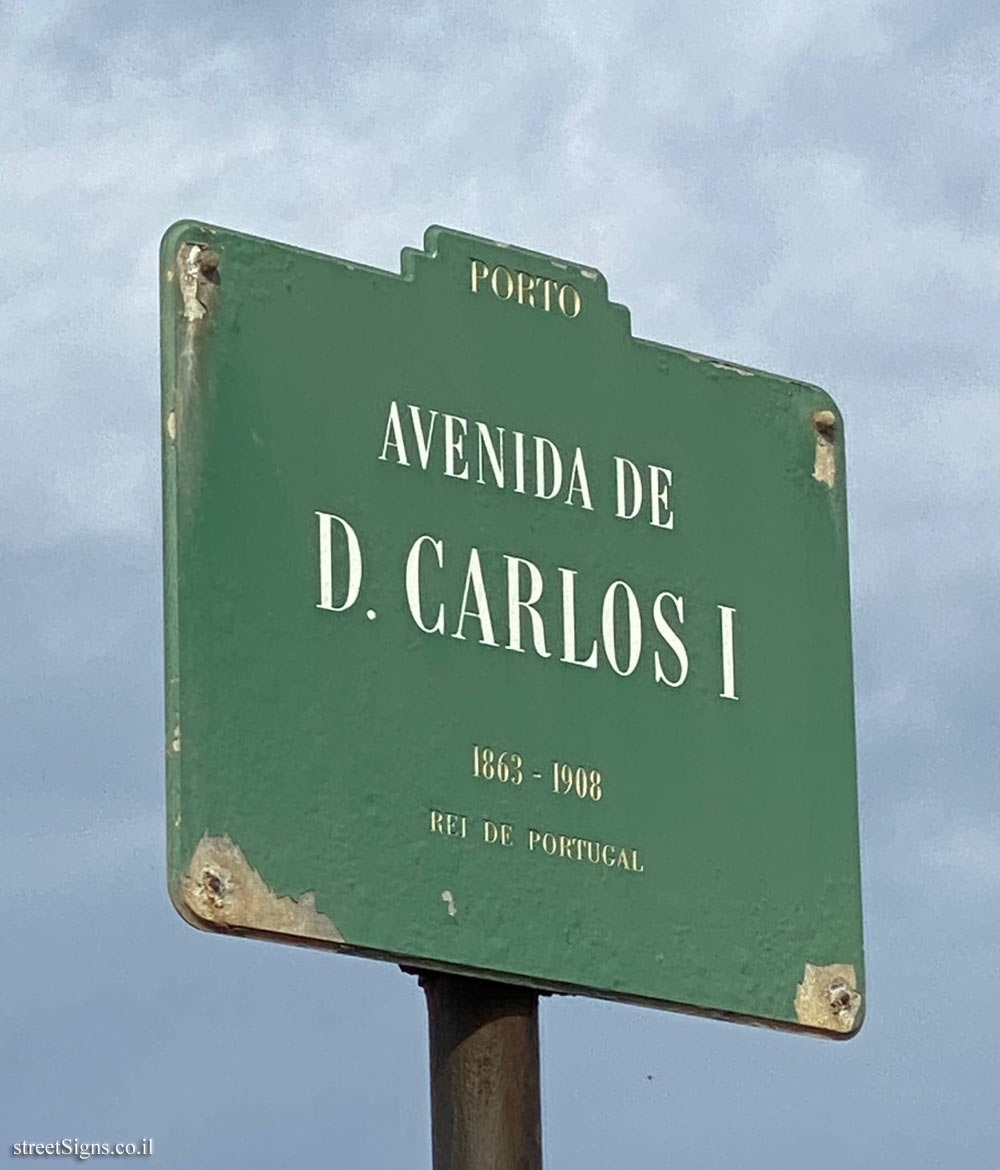 PORTO
AVENIDA DE
D. CARLOS I
1863 - 1908
REI DE PORTUGAL
streetSigns.co.il